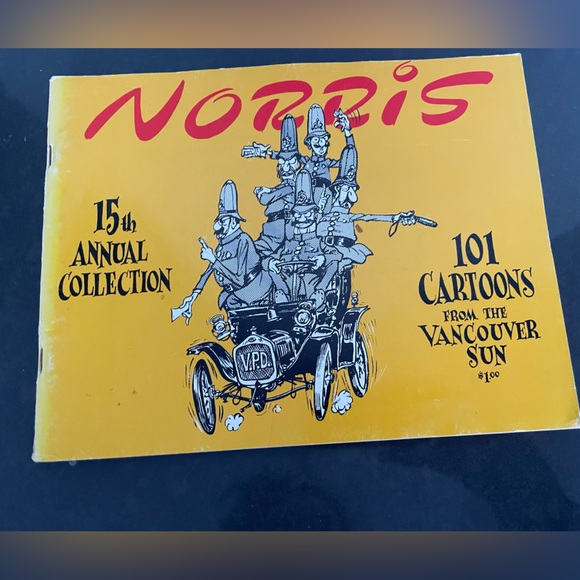 NORRIS
15th
ANNUAL
COLLECTION
V.P.D.
101
CARTOONS
FROM THE
VANCOUVER
SUN
$1.00